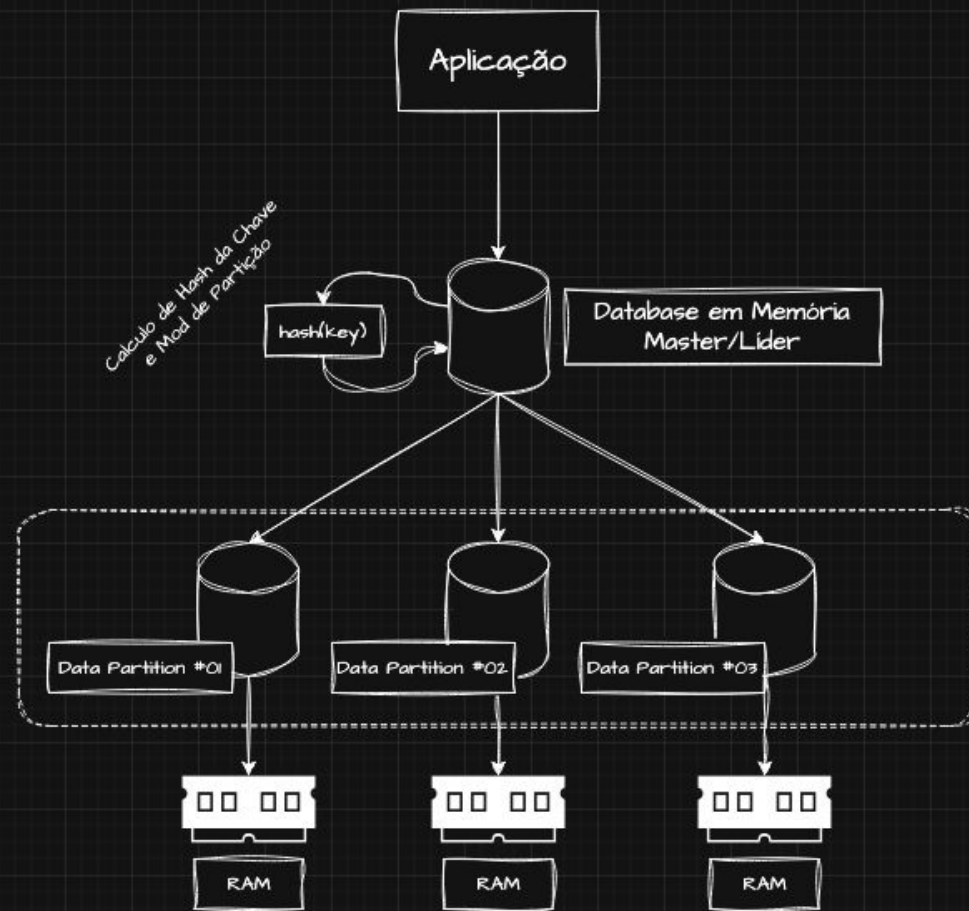 Aplicação
Calculo de Hash da Chave
e Mod de Partição
hash(key)
Database em Memória
Master/Líder
Data Partition #01
Data Partition #02
Data Partition #03
RAM
RAM
RAM